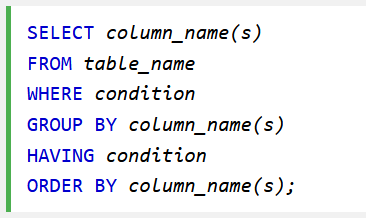 SELECT column_name(s)
FROM table_name
WHERE condition
GROUP BY column_name(s)
HAVING condition
ORDER BY column_name(s);